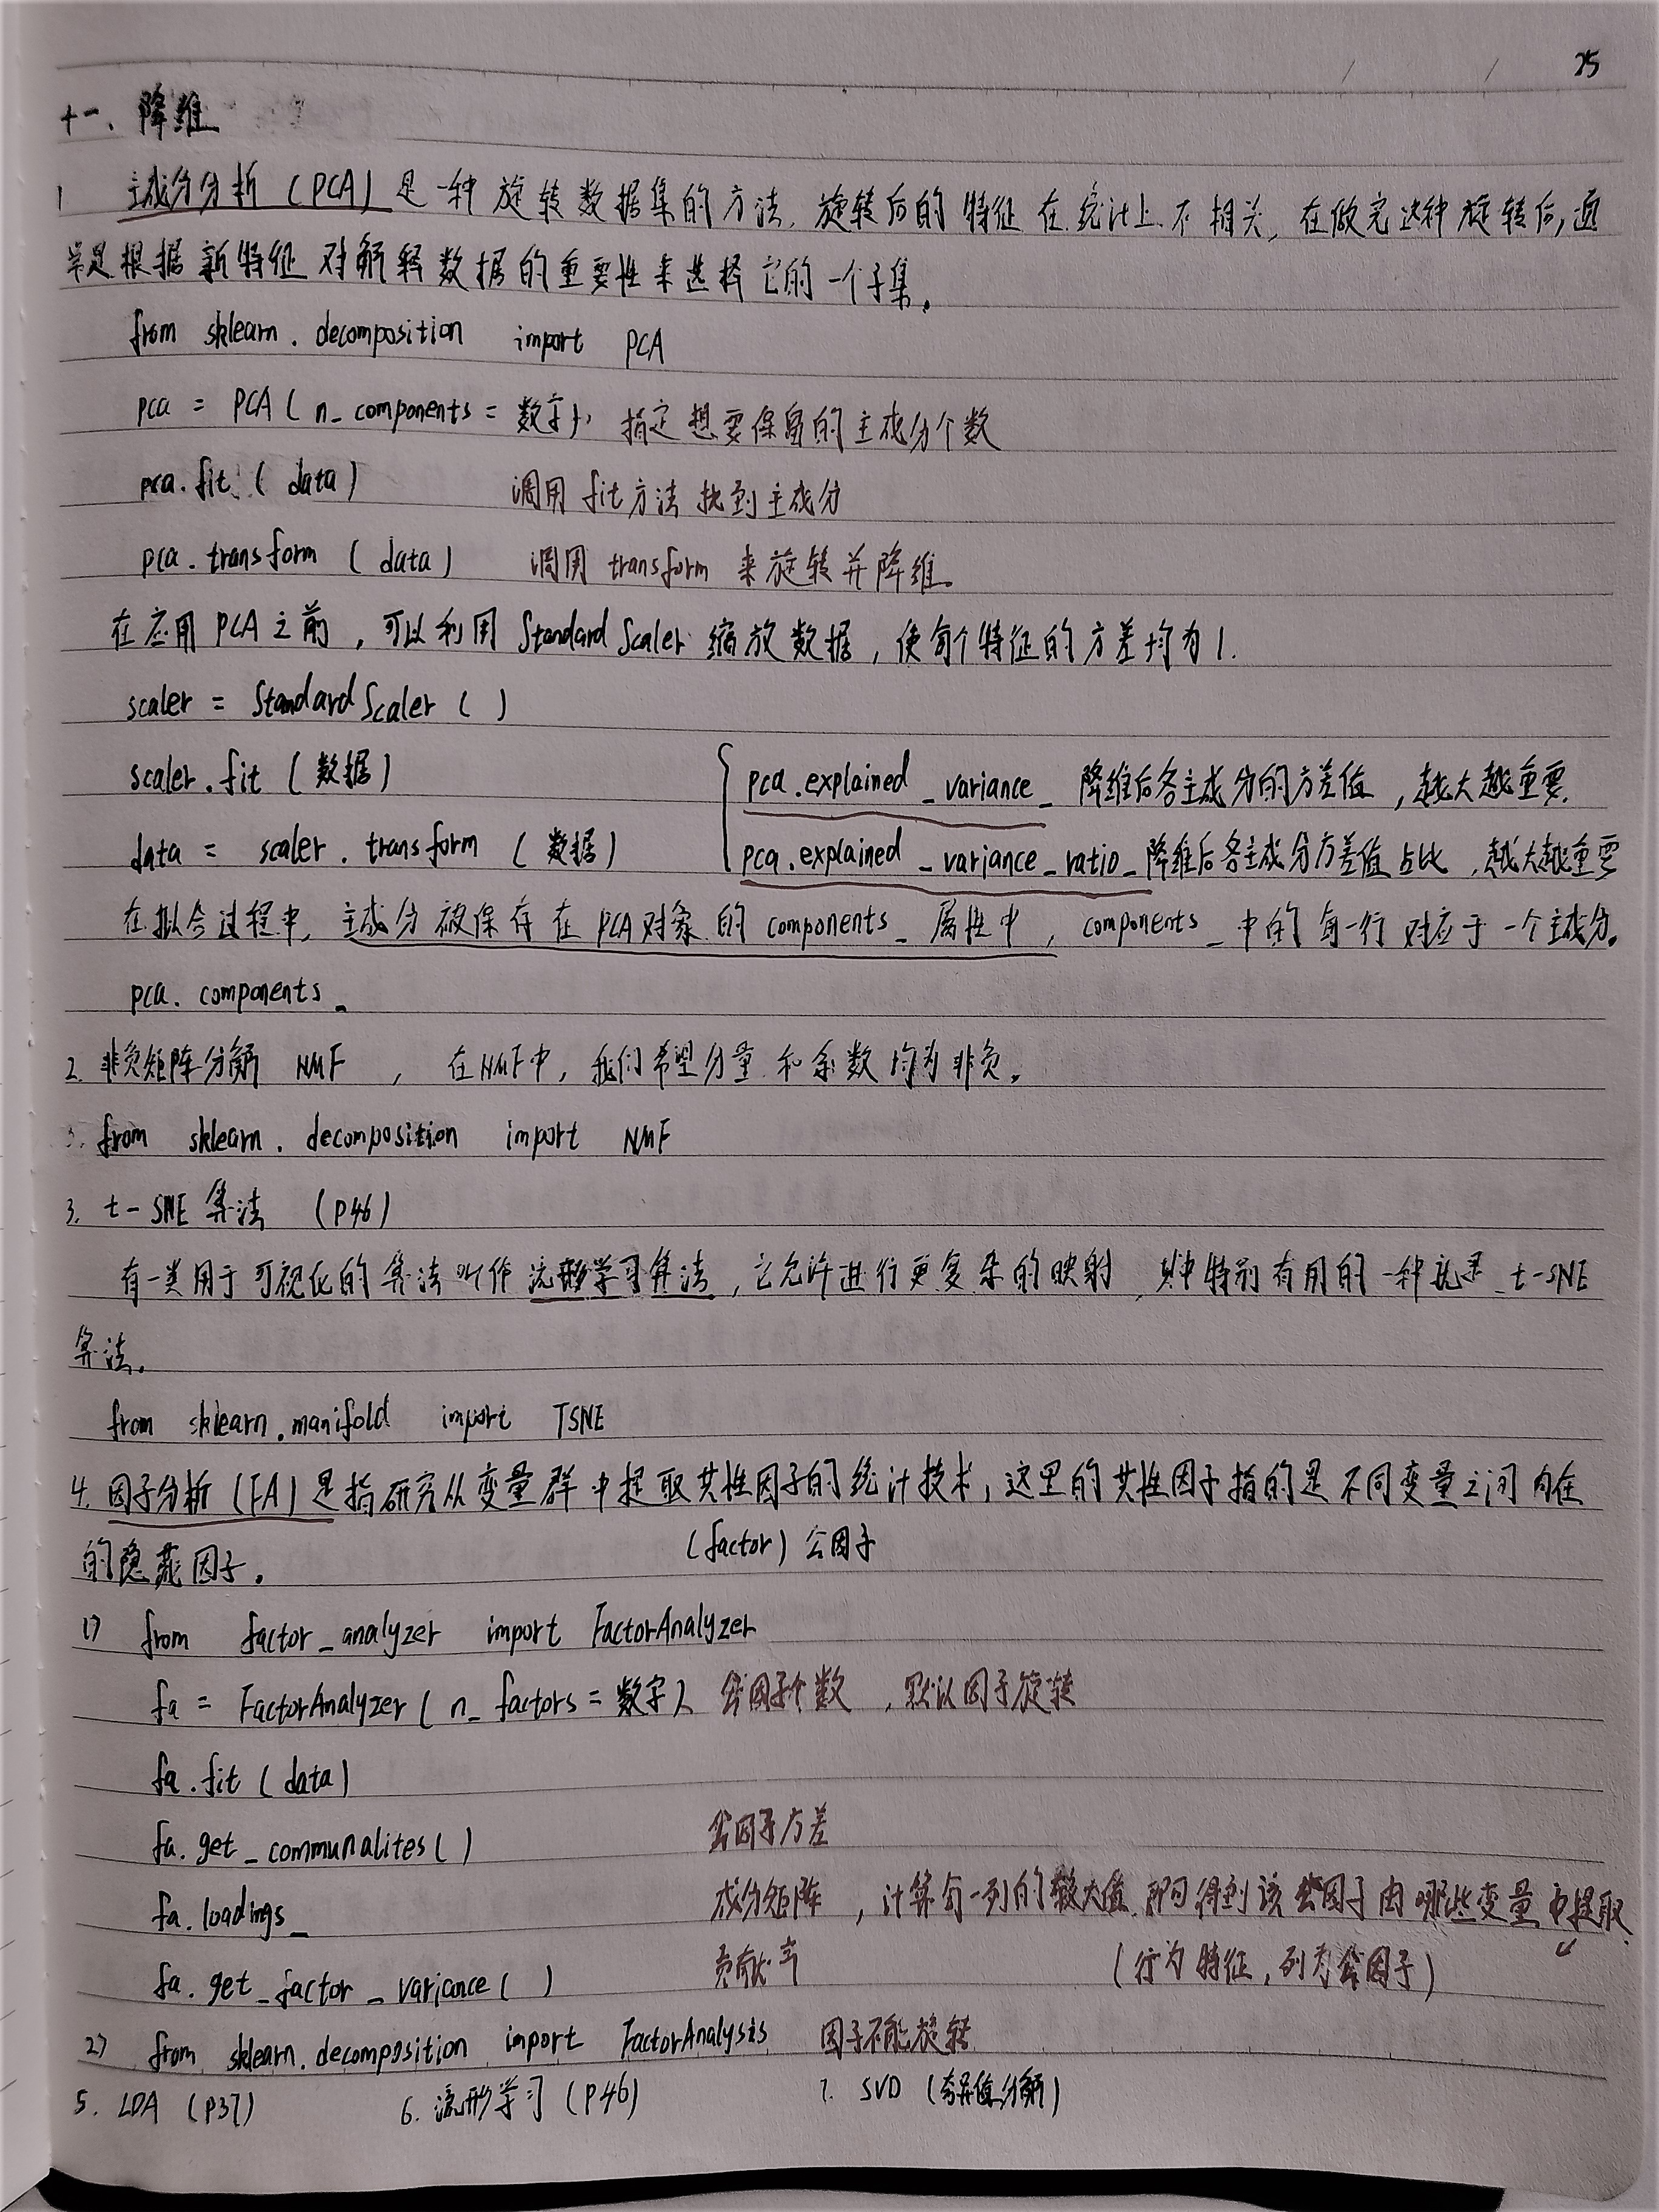 25
十一、降维
1 主成分分析（PCA）是一种旋转数据集的方法，旋转后的特征在统计上不相关，在做完这种旋转后，通
常是根据新特征对解释数据的重要性来选择它的一个子集。
from sklearn.decomposition import PCA
pca = PCA(n_components = 数字) 指定想要保留的主成分个数
pca.fit(data) 调用fit方法找到主成分
pca.transform(data) 调用transform来旋转并降维。
在应用PCA之前，可以利用StandardScaler缩放数据，使每个特征的方差均为1.
scaler = StandardScaler()
scaler.fit(数据) pca.explained_variance_ 降维后各主成分的方差值，越大越重要.
data = scaler.transform(数据) pca.explained_variance_ratio_ 降维后各主成分方差值占比，越大越重要
在拟合过程中，主成分被保存在PCA对象的components_属性中，components_中的每一行对应于一个主成分。
pca.components_
2. 非负矩阵分解 NMF ，在NMF中，我们希望分量和系数均为非负。
3. from sklearn.decomposition import NMF
3. t-SNE 算法 （P46）
有一类用于可视化的算法叫作流形学习算法，它允许进行更复杂的映射，其中特别有用的一种就是t-SNE
算法。
from sklearn.manifold import TSNE
4. 因子分析（FA）是指研究从变量群中提取共性因子的统计技术，这里的共性因子指的是不同变量之间内在
的隐藏因子。 （factor）公因子
1) from factor_analyzer import FactorAnalyzer
fa = FactorAnalyzer(n_factors = 数字) 公因子个数，默认因子旋转
fa.fit(data)
fa.get_communalites() 公因子方差
fa.loadings_ 成分矩阵，计算每一列的较大值，即可得到该公因子由哪些变量中提取.
fa.get_factor_variance() 贡献率 （行为特征，列为公因子）
2) from sklearn.decomposition import FactorAnalysis 因子不能旋转
5. LDA（P37） 6. 流形学习（P46） 7. SVD（奇异值分解）